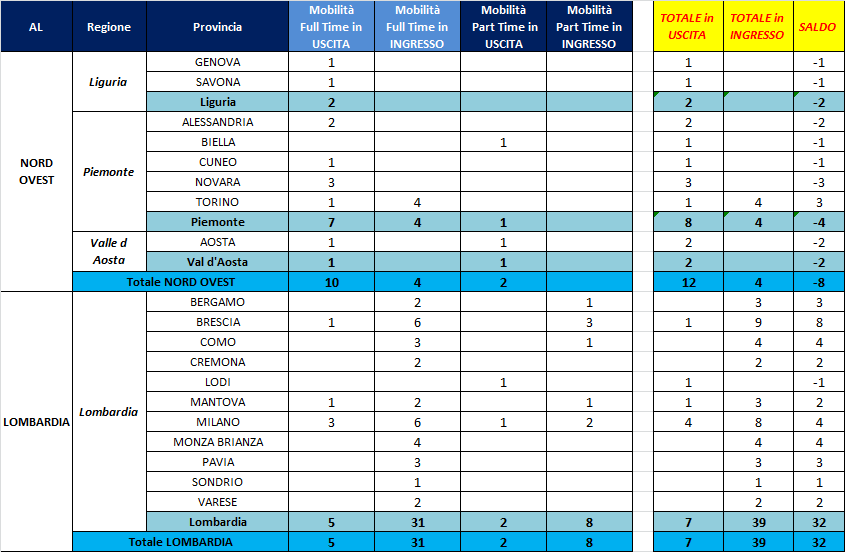 AL Regione Provincia Mobilità Full Time in USCITA Mobilità Full Time in INGRESSO Mobilità Part Time in USCITA Mobilità Part Time in INGRESSO TOTALE in USCITA TOTALE in INGRESSO SALDO
NORD OVEST Liguria GENOVA 1 1 -1
SAVONA 1 1 -1
Liguria 2 2 -2
Piemonte ALESSANDRIA 2 2 -2
BIELLA 1 1 -1
CUNEO 1 1 -1
NOVARA 3 3 -3
TORINO 1 4 1 4 3
Piemonte 7 4 1 8 4 -4
Valle d Aosta AOSTA 1 1 2 -2
Val d'Aosta 1 1 2 -2
Totale NORD OVEST 10 4 2 12 4 -8
LOMBARDIA Lombardia BERGAMO 2 1 3 3
BRESCIA 1 6 3 1 9 8
COMO 3 1 4 4
CREMONA 2 2 2
LODI 1 1 -1
MANTOVA 1 2 1 1 3 2
MILANO 3 6 1 2 4 8 4
MONZA BRIANZA 4 4 4
PAVIA 3 3 3
SONDRIO 1 1 1
VARESE 2 2 2
Lombardia 5 31 2 8 7 39 32
Totale LOMBARDIA 5 31 2 8 7 39 32